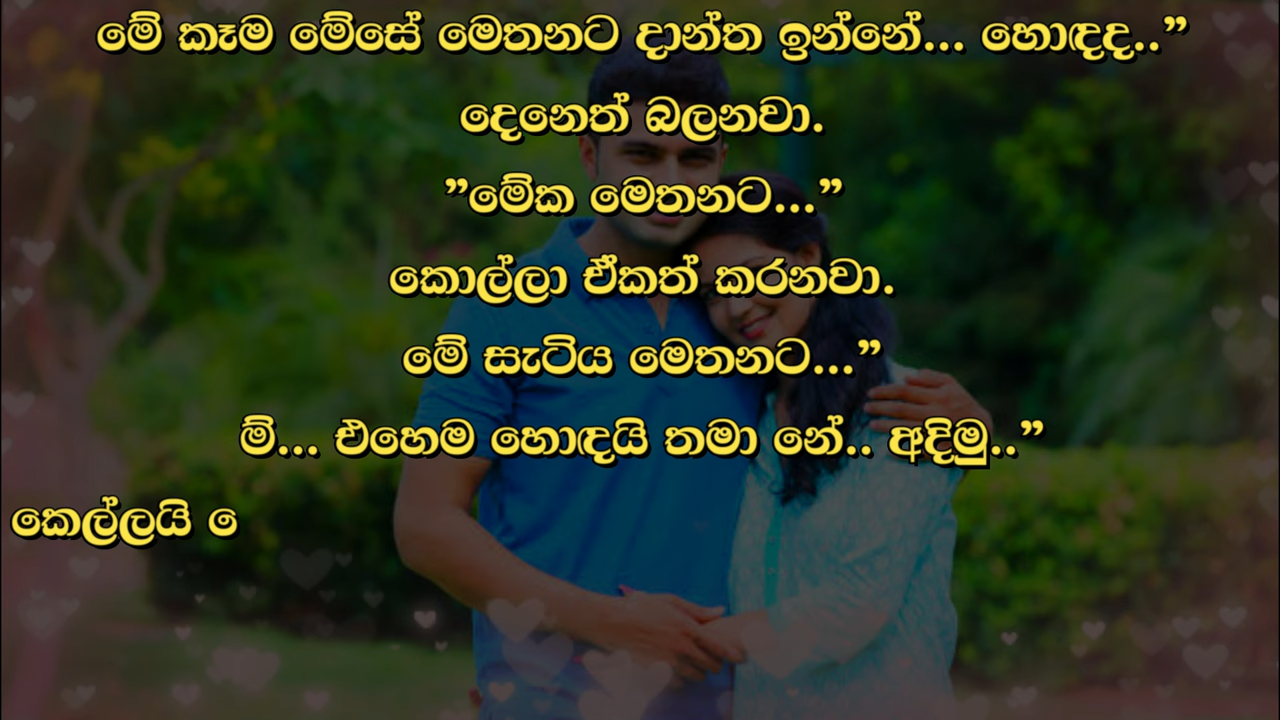 මේ කෑම මේසේ මෙතනට දාන්න ඉන්නේ... හොඳද..”
දෙනෙත් බලනවා.
”මේක මෙතනට...”
කොල්ලා ඒකත් කරනවා.
මේ සැටිය මෙතනට...”
ම්... එහෙම හොඳයි තමා නේ.. අදිමු..”
කෙල්ලයි